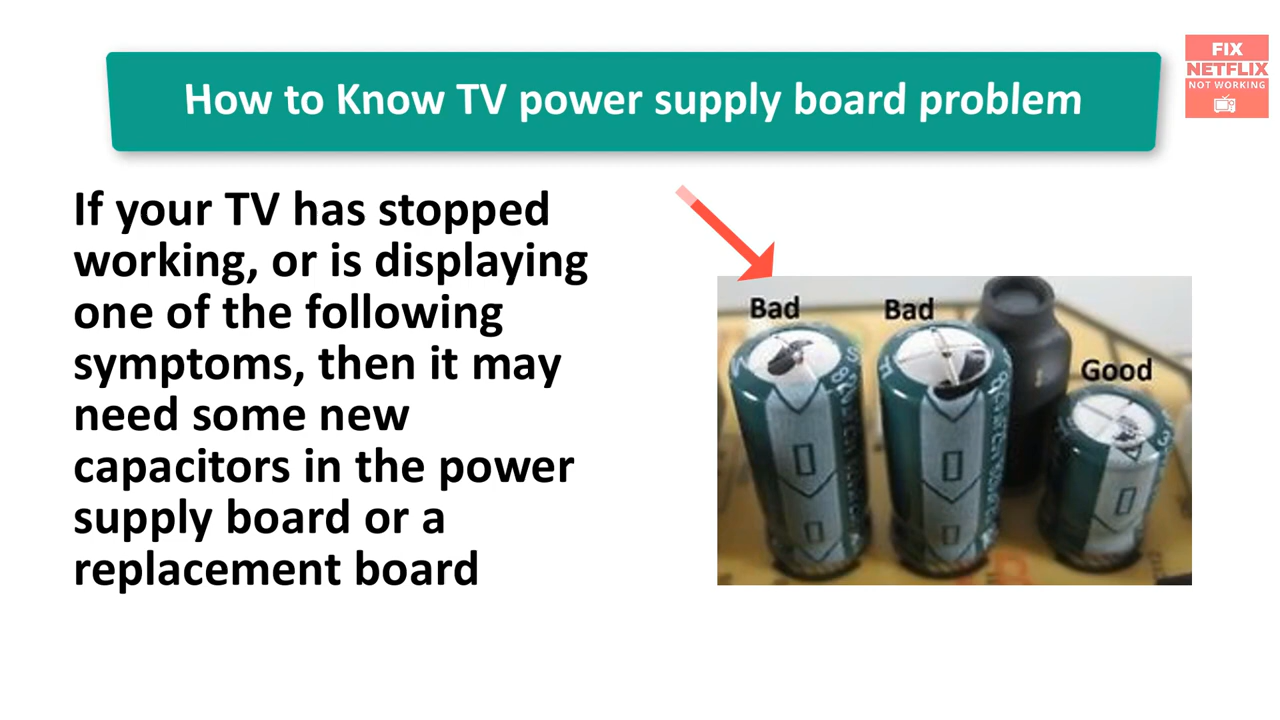 How to Know TV power supply board problem
FIX
NETFLIX
NOT WORKING
If your TV has stopped
working, or is displaying
one of the following
symptoms, then it may
need some new
capacitors in the power
supply board or a
replacement board
Bad
Bad
Good